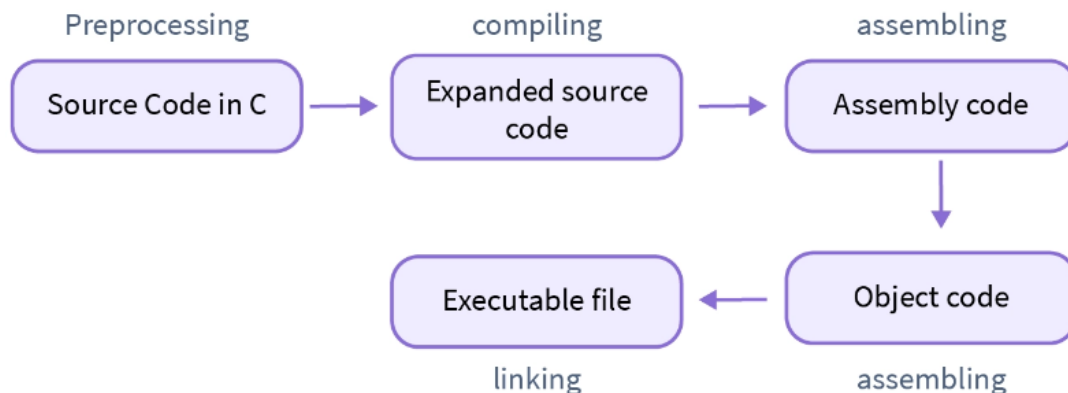 Preprocessing
compiling
assembling
Source Code in C
Expanded source
code
Assembly code
Executable file
Object code
linking
assembling